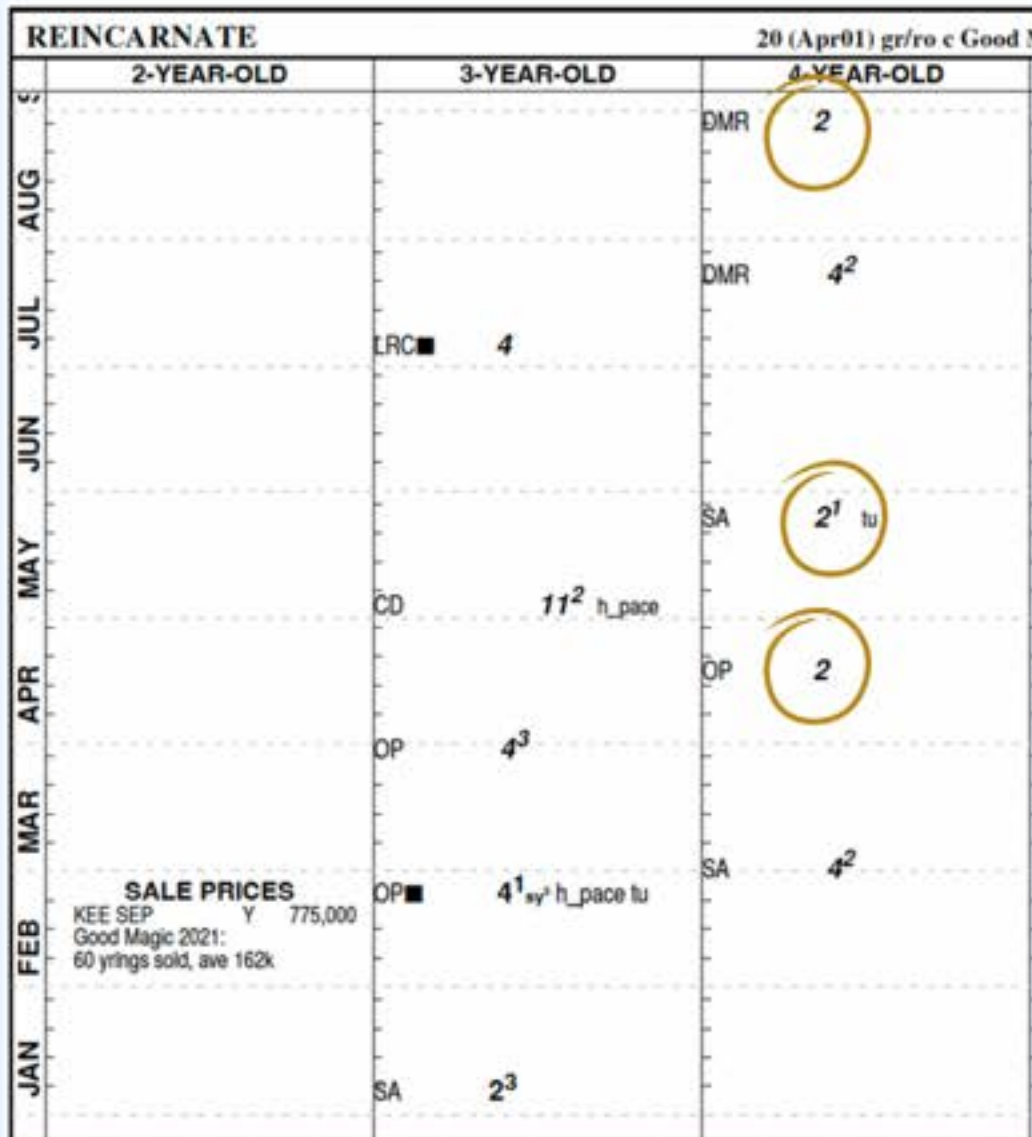 REINCARNATE 20 (Apr01) gr/ro c Good
2-YEAR-OLD 3-YEAR-OLD 4-YEAR-OLD
DMR 2
AUG
DMR 4²
JUL
LRC■ 4
JUN
SA 2¹ tu
MAY
CD 11² h_pace
OP 2
APR
OP 4³
MAR
SA 4²
SALE PRICES
OP■ 4¹ sy³ h_pace tu
KEE SEP Y 775,000
FEB
Good Magic 2021:
60 yrlngs sold, ave 162k
JAN
SA 2³